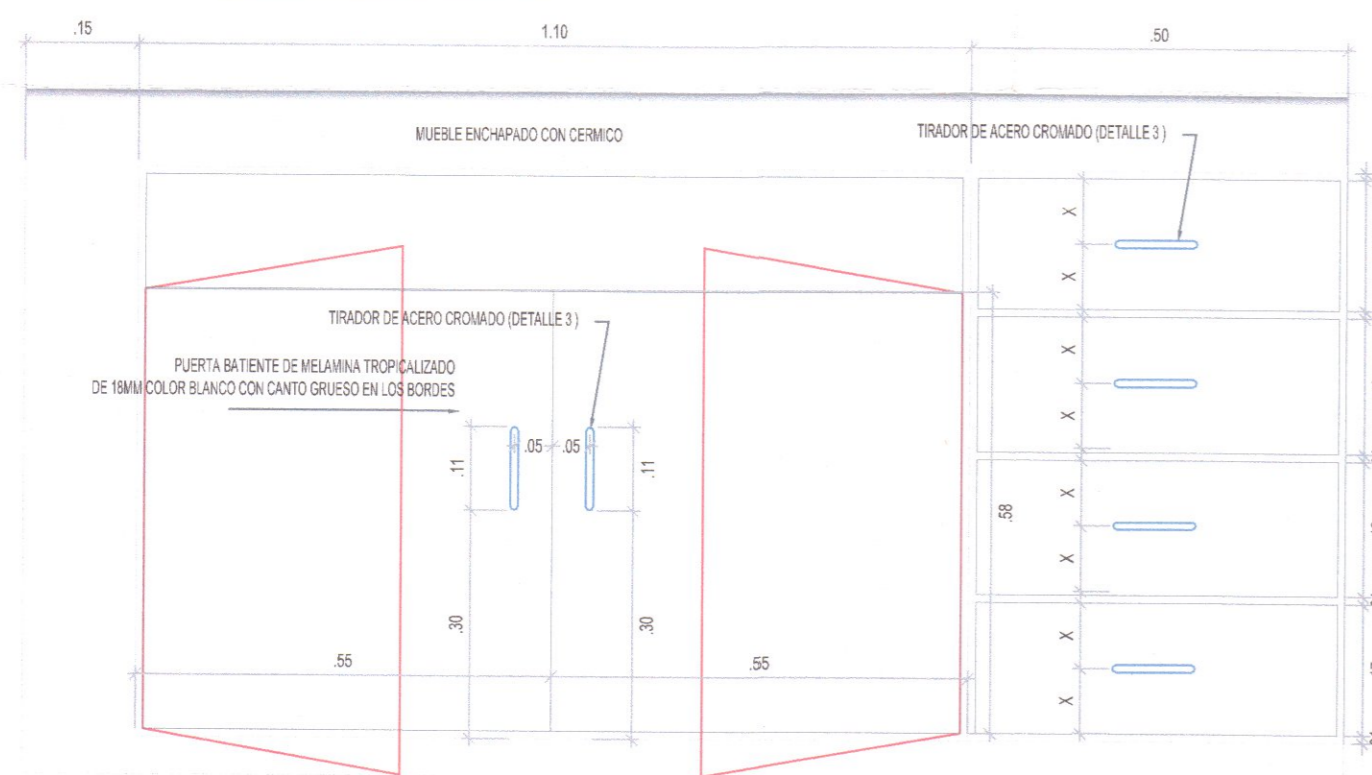 .15
1.10
.50
MUEBLE ENCHAPADO CON CERMICO
TIRADOR DE ACERO CROMADO (DETALLE 3 )
X
X
TIRADOR DE ACERO CROMADO (DETALLE 3 )
PUERTA BATIENTE DE MELAMINA TROPICALIZADO
DE 18MM COLOR BLANCO CON CANTO GRUESO EN LOS BORDES
X
X
.05
.05
.11
.11
.58
X
X
.30
.30
.55
.55
X
X